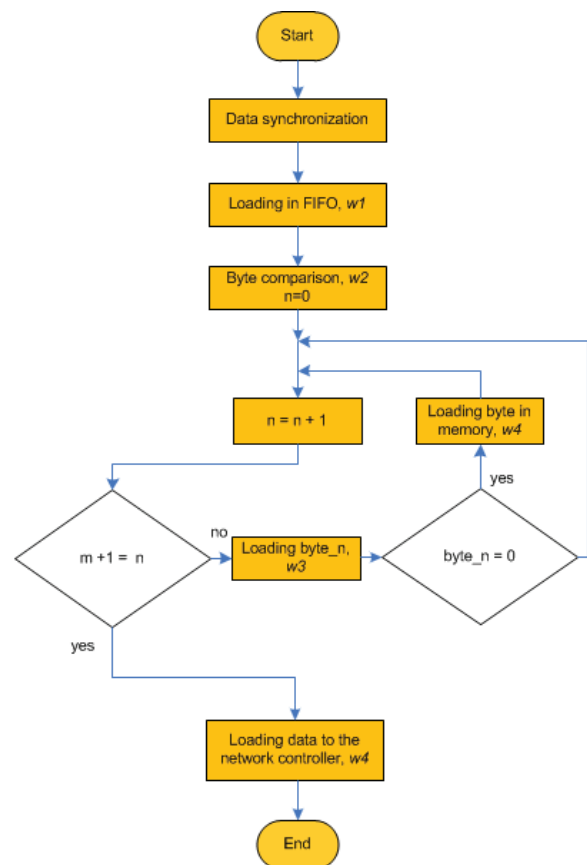 Start
Data synchronization
Loading in FIFO, w1
Byte comparison, w2
n=0
n = n + 1
Loading byte in
memory, w4
yes
m +1 = n
no
Loading byte_n,
w3
byte_n = 0
yes
Loading data to the
network controller, w4
End